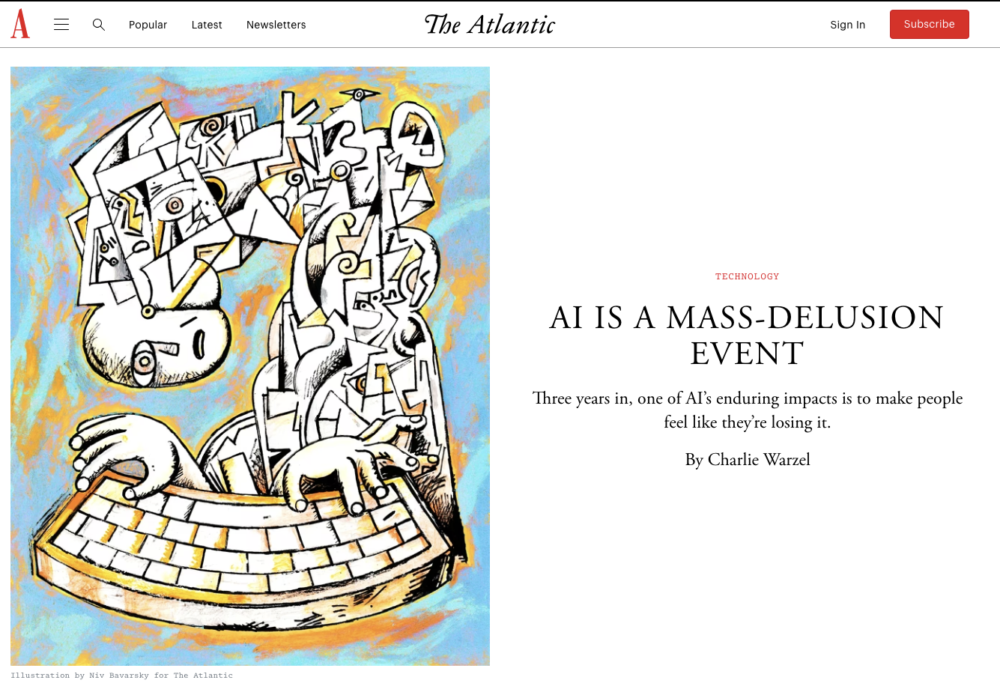 A
Popular
Latest
Newsletters
The Atlantic
Sign In
Subscribe
TECHNOLOGY
AI IS A MASS-DELUSION
EVENT
Three years in, one of AI’s enduring impacts is to make people
feel like they’re losing it.
By Charlie Warzel
Illustration by Niv Bavarsky for The Atlantic